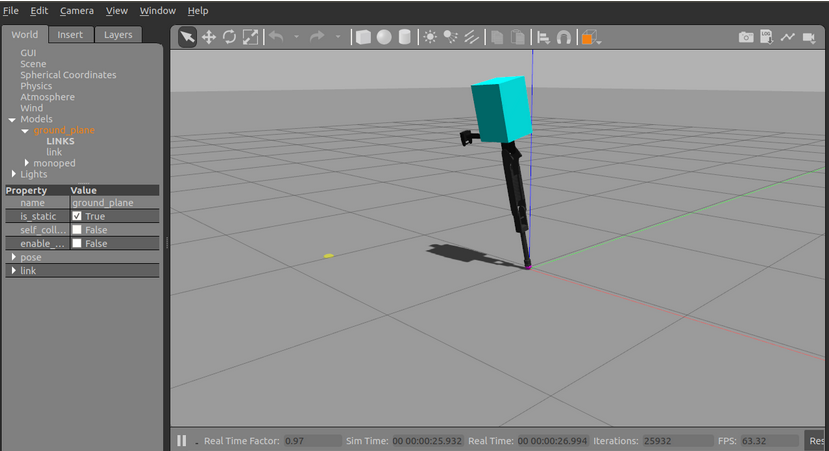 File Edit Camera View Window Help
World Insert Layers
GUI
Scene
Spherical Coordinates
Physics
Atmosphere
Wind
Models
ground_plane
LINKS
link
monoped
Lights
Property Value
name ground_plane
is_static True
self_coll... False
enable_... False
pose
link
LOG
Real Time Factor: 0.97 Sim Time: 00 00:00:25.932 Real Time: 00 00:00:26.994 Iterations: 25932 FPS: 63.32 Res